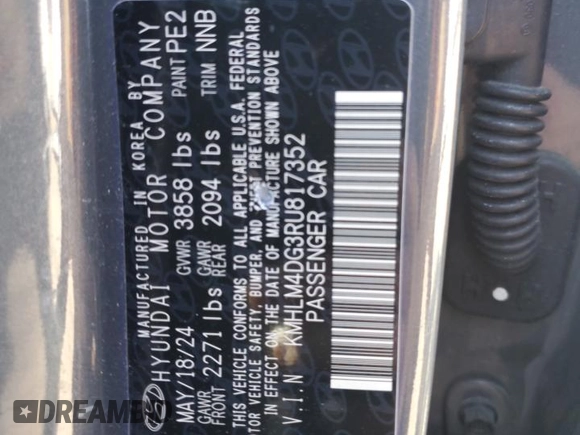 MANUFACTURED IN KOREA BY
HYUNDAI MOTOR COMPANY
MAY/18/24 GVWR 3858 lbs PAINT PE2
GAWR FRONT 2271 lbs GAWR REAR 2094 lbs TRIM NNB
THIS VEHICLE CONFORMS TO ALL APPLICABLE U.S.A. FEDERAL
MOTOR VEHICLE SAFETY, BUMPER, AND THEFT PREVENTION STANDARDS
IN EFFECT ON THE DATE OF MANUFACTURE SHOWN ABOVE
V.I.N KMHLM4DG3RU817352
PASSENGER CAR